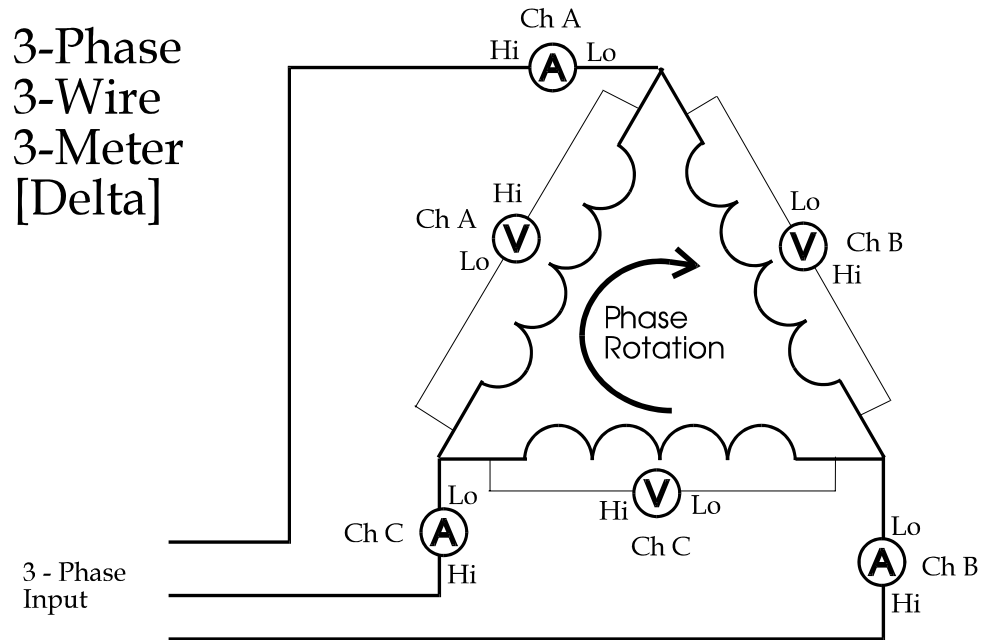 3-Phase
3-Wire
3-Meter
[Delta]
Ch A
Hi
A
Lo
Hi
Ch A
V
Lo
Lo
V
Ch B
Hi
Phase
Rotation
Hi
V
Lo
Ch C
Lo
Ch C
A
Hi
Lo
A
Ch B
Hi
3 - Phase
Input